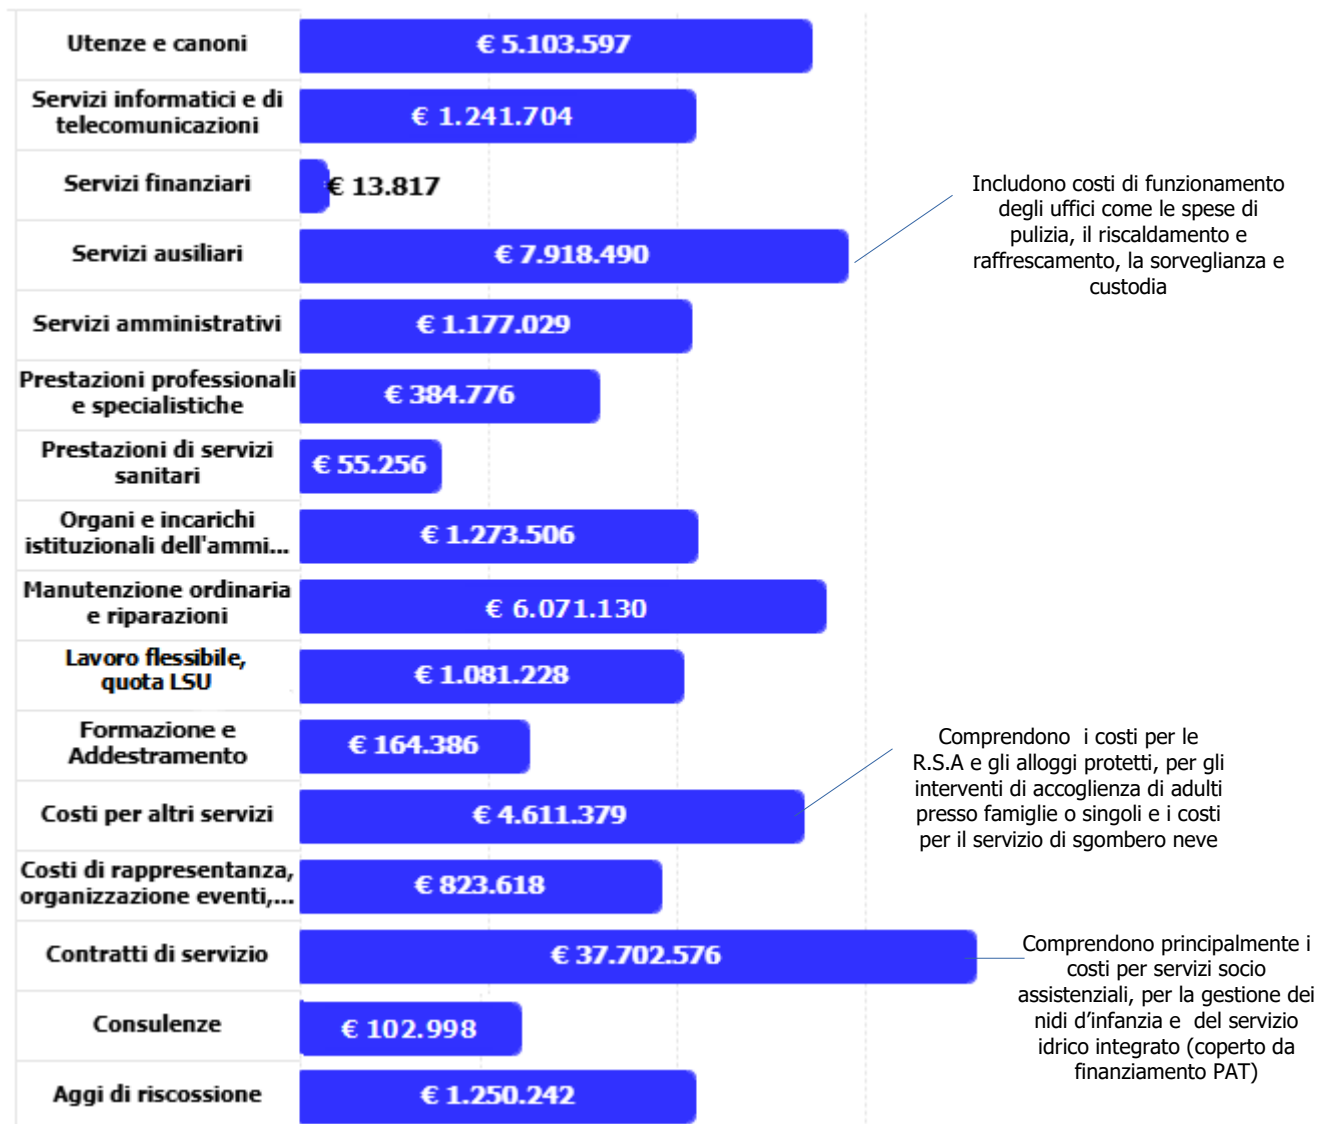 Utenze e canoni
€ 5.103.597
Servizi informatici e di
telecomunicazioni
€ 1.241.704
Servizi finanziari
€ 13.817
Servizi ausiliari
€ 7.918.490
Includono costi di funzionamento
degli uffici come le spese di
pulizia, il riscaldamento e
raffrescamento, la sorveglianza e
custodia
Servizi amministrativi
€ 1.177.029
Prestazioni professionali
e specialistiche
€ 384.776
Prestazioni di servizi
sanitari
€ 55.256
Organi e incarichi
istituzionali dell'ammi...
€ 1.273.506
Manutenzione ordinaria
e riparazioni
€ 6.071.130
Lavoro flessibile,
quota LSU
€ 1.081.228
Formazione e
Addestramento
€ 164.386
Costi per altri servizi
€ 4.611.379
Comprendono i costi per le
R.S.A e gli alloggi protetti, per gli
interventi di accoglienza di adulti
presso famiglie o singoli e i costi
per il servizio di sgombero neve
Costi di rappresentanza,
organizzazione eventi,...
€ 823.618
Contratti di servizio
€ 37.702.576
Comprendono principalmente i
costi per servizi socio
assistenziali, per la gestione dei
nidi d'infanzia e del servizio
idrico integrato (coperto da
finanziamento PAT)
Consulenze
€ 102.998
Aggi di riscossione
€ 1.250.242